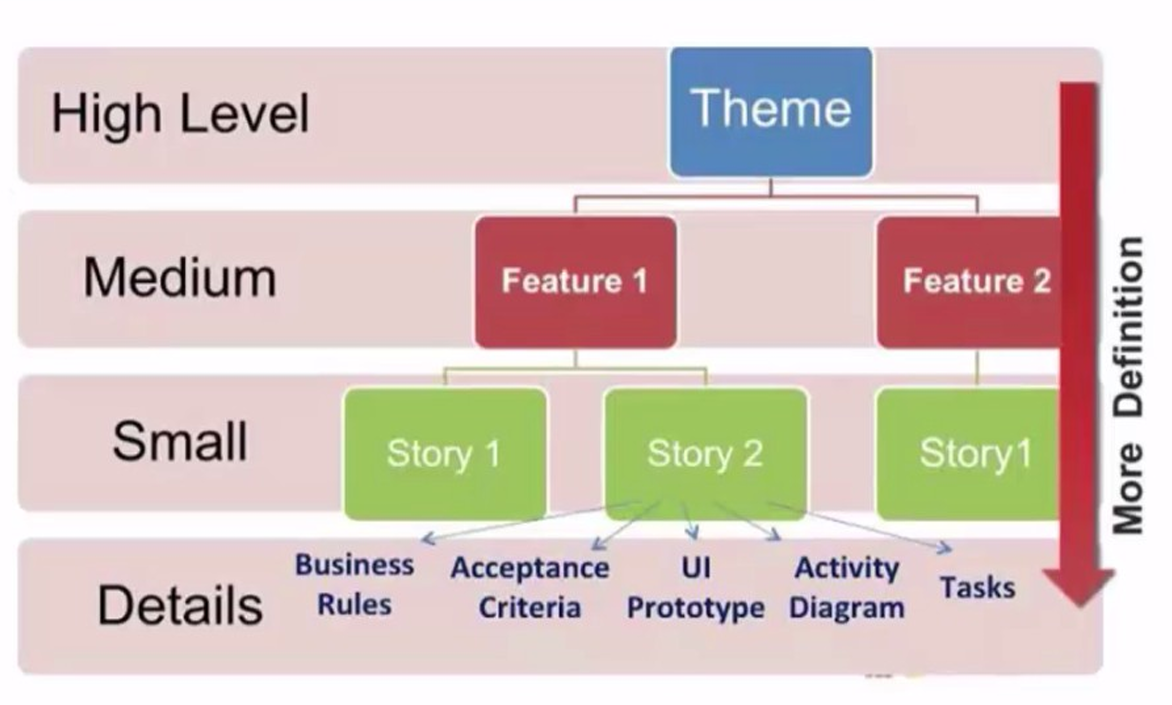 High Level
Theme
Medium
Feature 1
Feature 2
Small
Story 1
Story 2
Story1
Details
Business
Rules
Acceptance
Criteria
UI
Prototype
Activity
Diagram
Tasks
More Definition